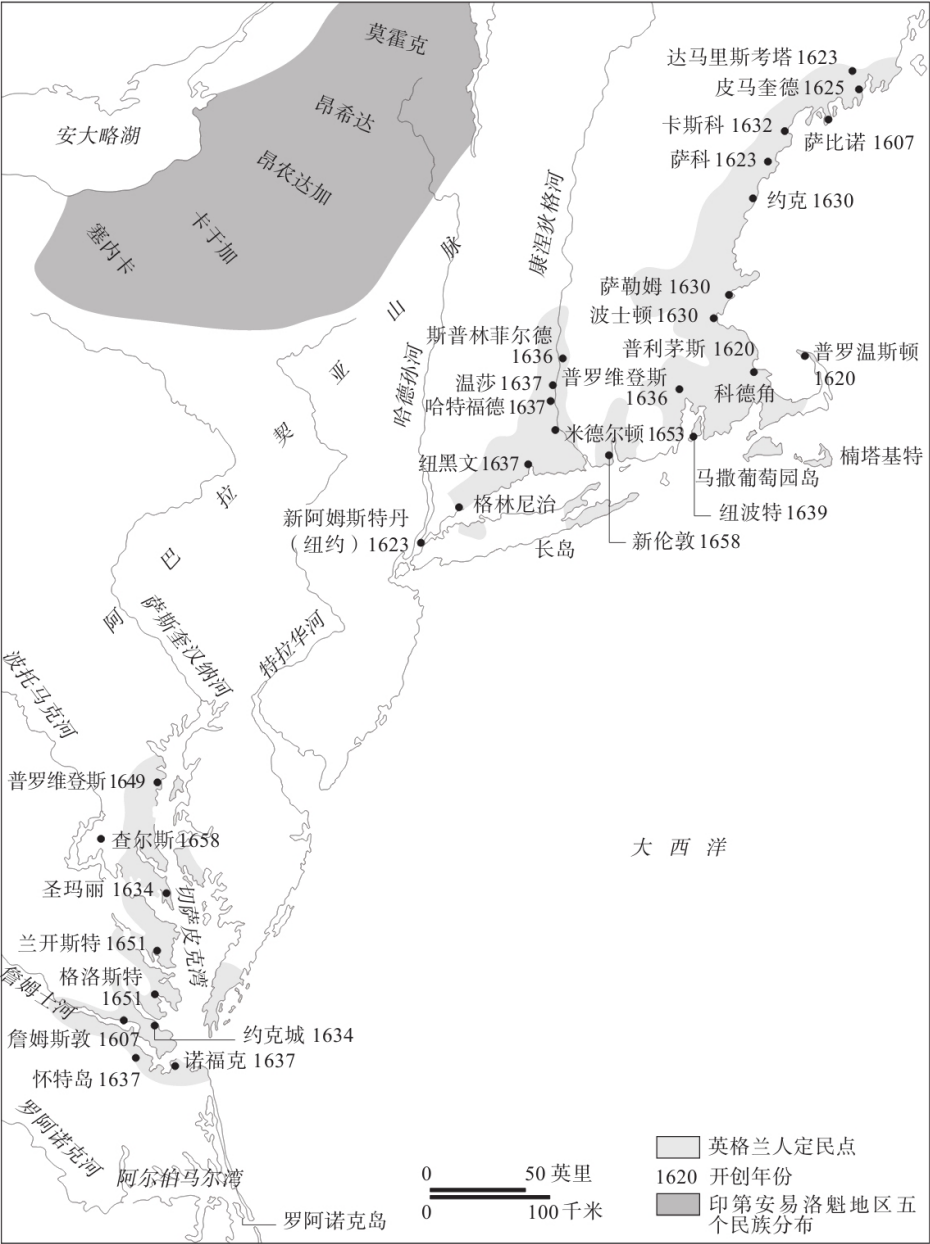 莫霍克
昂希达
昂农达加
卡于加
塞内卡
安大略湖
达马里斯考塔 1623
皮马奎德 1625
卡斯科 1632
萨比诺 1607
萨科 1623
约克 1630
康涅狄格河
萨勒姆 1630
波士顿 1630
斯普林菲尔德
1636
普利茅斯 1620
普罗温斯顿
1620
温莎 1637
普罗维登斯
1636
科德角
哈特福德 1637
米德尔顿 1653
楠塔基特
纽黑文 1637
马撒葡萄园岛
格林尼治
纽波特 1639
新阿姆斯特丹
（纽约）1623
长岛
新伦敦 1658
哈德孙河
阿巴拉契亚山脉
萨斯奎汉纳河
特拉华河
波托马克河
普罗维登斯 1649
查尔斯 1658
大西洋
圣玛丽 1634
切萨皮克湾
兰开斯特 1651
格洛斯特
1651
詹姆士河
詹姆斯敦 1607
约克城 1634
诺福克 1637
怀特岛 1637
罗阿诺克河
阿尔伯马尔湾
罗阿诺克岛
0 50 英里
0 100 千米
英格兰人定民点
1620 开创年份
印第安易洛魁地区五
个民族分布